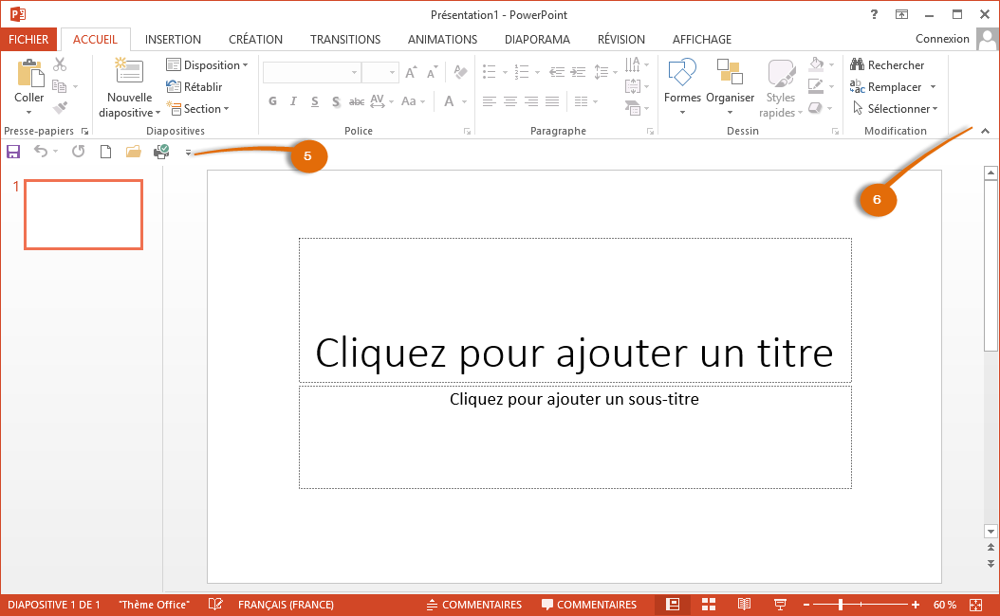 Présentation1 - PowerPoint
?
FICHIER ACCUEIL INSERTION CRÉATION TRANSITIONS ANIMATIONS DIAPORAMA RÉVISION AFFICHAGE Connexion
Coller
Presse-papiers
Nouvelle
diapositive
Disposition
Rétablir
Section
Diapositives
G I S S abc AV Aa A
Police
Paragraphe
Formes Organiser Styles
rapides
Dessin
Rechercher
Remplacer
Sélectionner
Modification
5
6
1
Cliquez pour ajouter un titre
Cliquez pour ajouter un sous-titre
DIAPOSITIVE 1 DE 1 "Thème Office" FRANÇAIS (FRANCE) COMMENTAIRES COMMENTAIRES 60 %